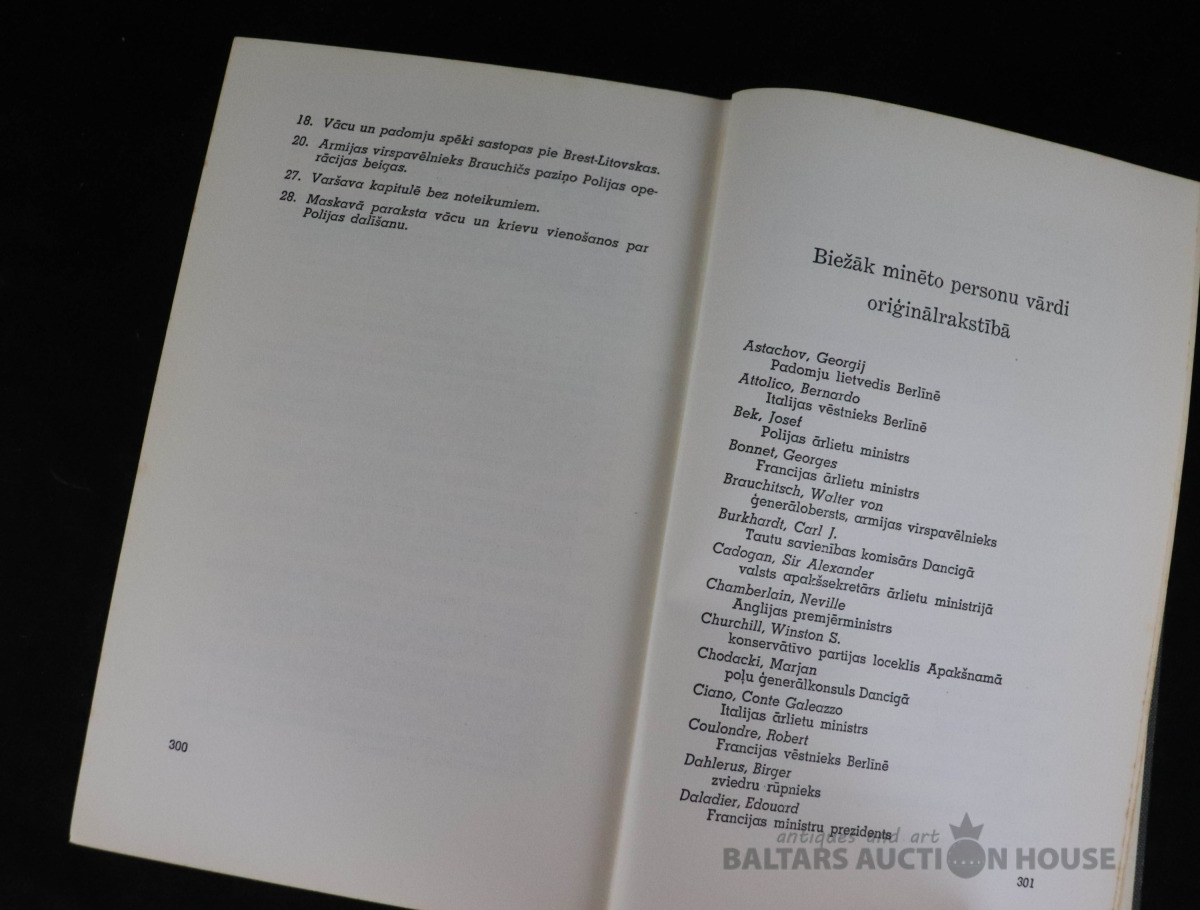 18. Vācu un padomju spēki sastopas pie Brest-Litovskas.
20. Armijas virspavēlnieks Brauchičs paziņo Polijas ope-
rācijas beigas.
27. Varšava kapitulē bez noteikumiem.
28. Maskavā paraksta vācu un krievu vienošanos par
Polijas dalīšanu.
300
Biežāk minēto personu vārdi
oriģinālrakstībā
Astachov, Georgij
Padomju lietvedis Berlīnē
Attolico, Bernardo
Italijas vēstnieks Berlīnē
Bek, Josef
Polijas ārlietu ministrs
Bonnet, Georges
Francijas ārlietu ministrs
Brauchitsch, Walter von
ģenerālobersts, armijas virspavēlnieks
Burkhardt, Carl J.
Tautu savienības komisārs Dancigā
Cadogan, Sir Alexander
valsts apakšsekretārs ārlietu ministrijā
Chamberlain, Neville
Anglijas premjērministrs
Churchill, Winston S.
konservātīvo partijas loceklis Apakšnamā
Chodacki, Marjan
poļu ģenerālkonsuls Dancigā
Ciano, Conte Galeazzo
Italijas ārlietu ministrs
Coulondre, Robert
Francijas vēstnieks Berlīnē
Dahlerus, Birger
zviedru rūpnieks
Daladier, Edouard
Francijas ministru prezidents
antiques and art
BALTARS AUCTION HOUSE
301